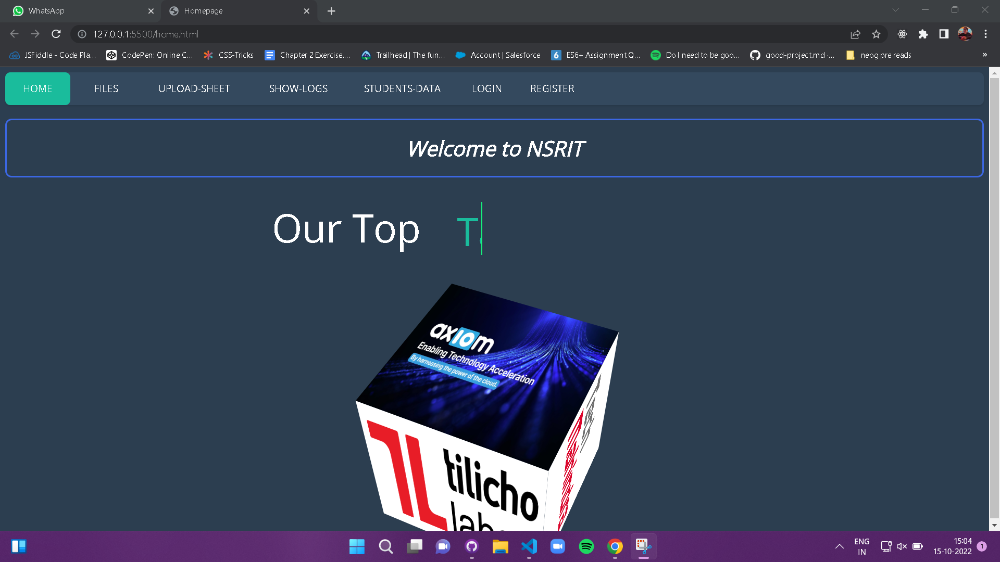 WhatsApp
Homepage
127.0.0.1:5500/home.html
JSFiddle - Code Pla...
CodePen: Online C...
CSS-Tricks
Chapter 2 Exercise....
Trailhead | The fun...
Account | Salesforce
6
ES6+ Assignment Q...
Do I need to be goo...
good-project.md ·...
neog pre reads
»
HOME
FILES
UPLOAD-SHEET
SHOW-LOGS
STUDENTS-DATA
LOGIN
REGISTER
Welcome to NSRIT
Our Top T
axiom
Enabling Technology Acceleration
By harnessing the power of the cloud.
TL
tilicho
ENG
IN
15:04
15-10-2022
1